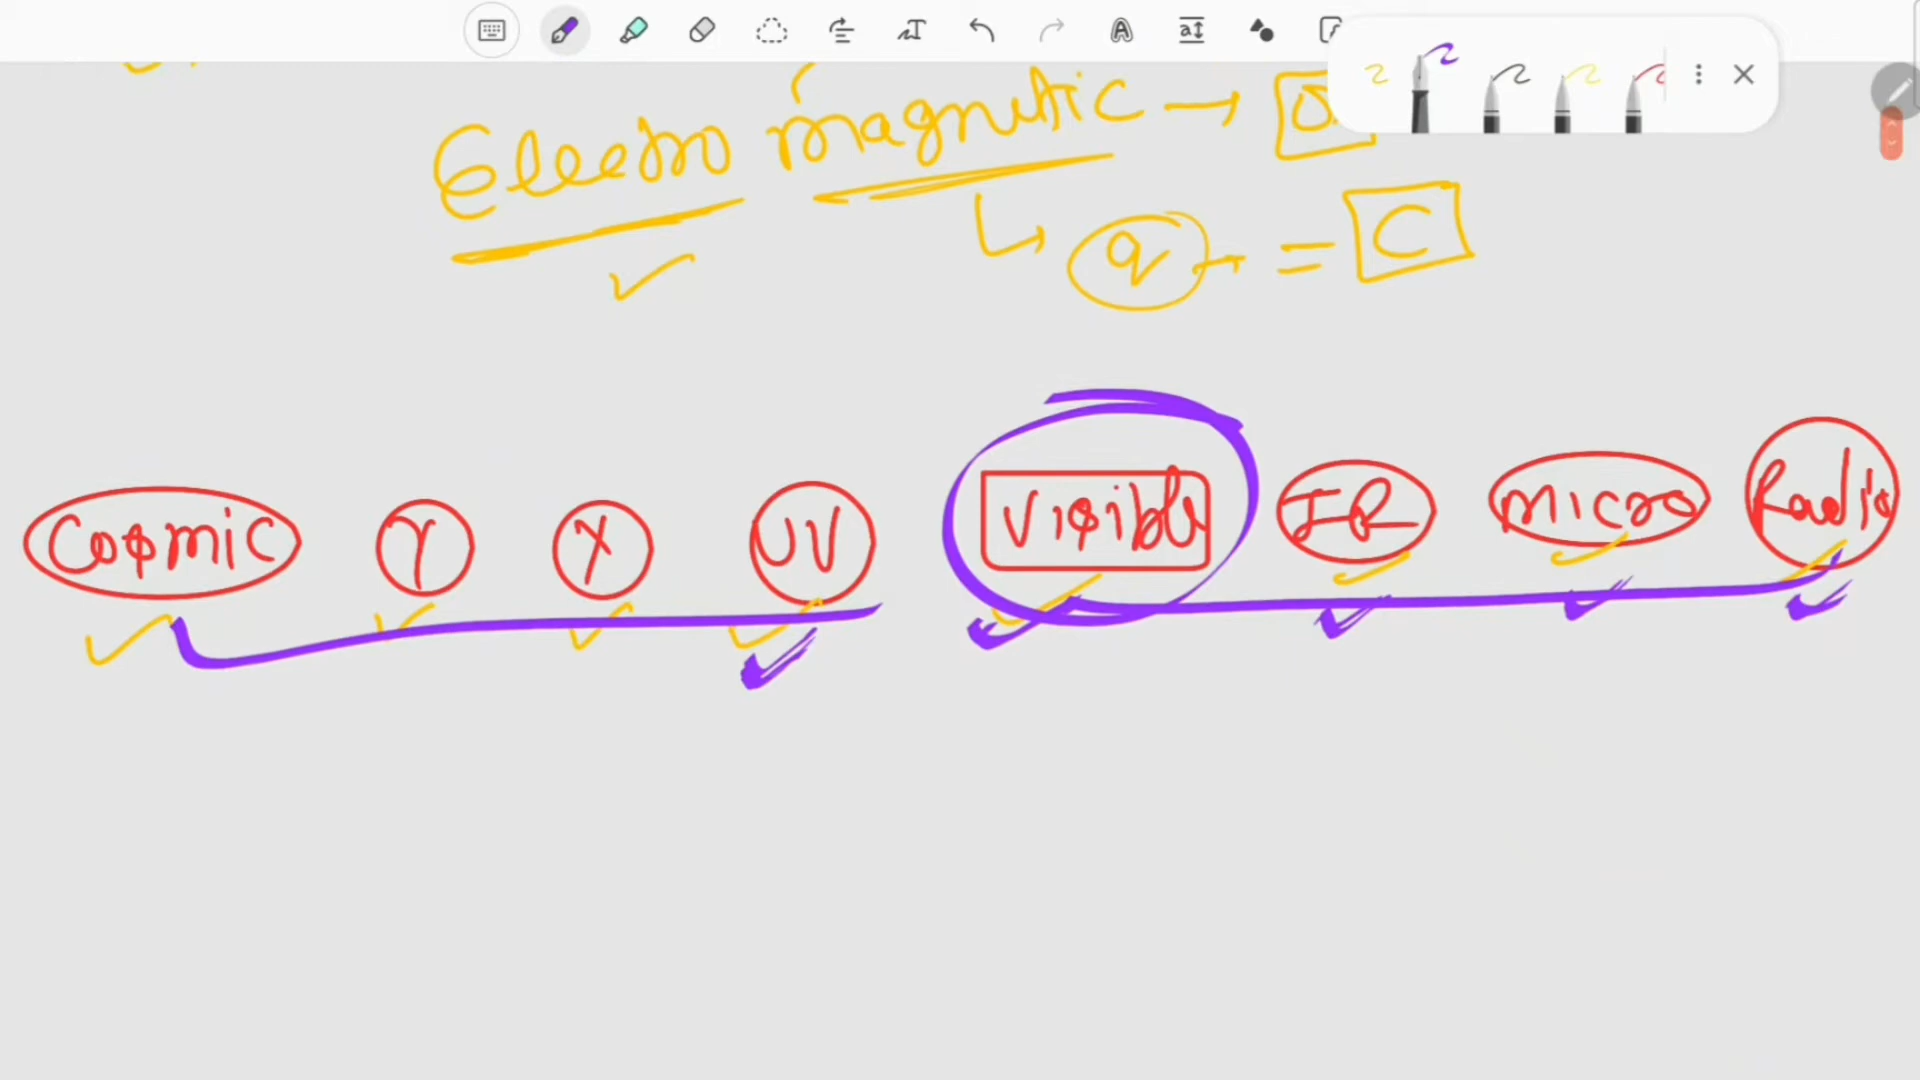 Electro magnetic →
q → = C
Cosmic γ X UV Visible IR Micro Radio